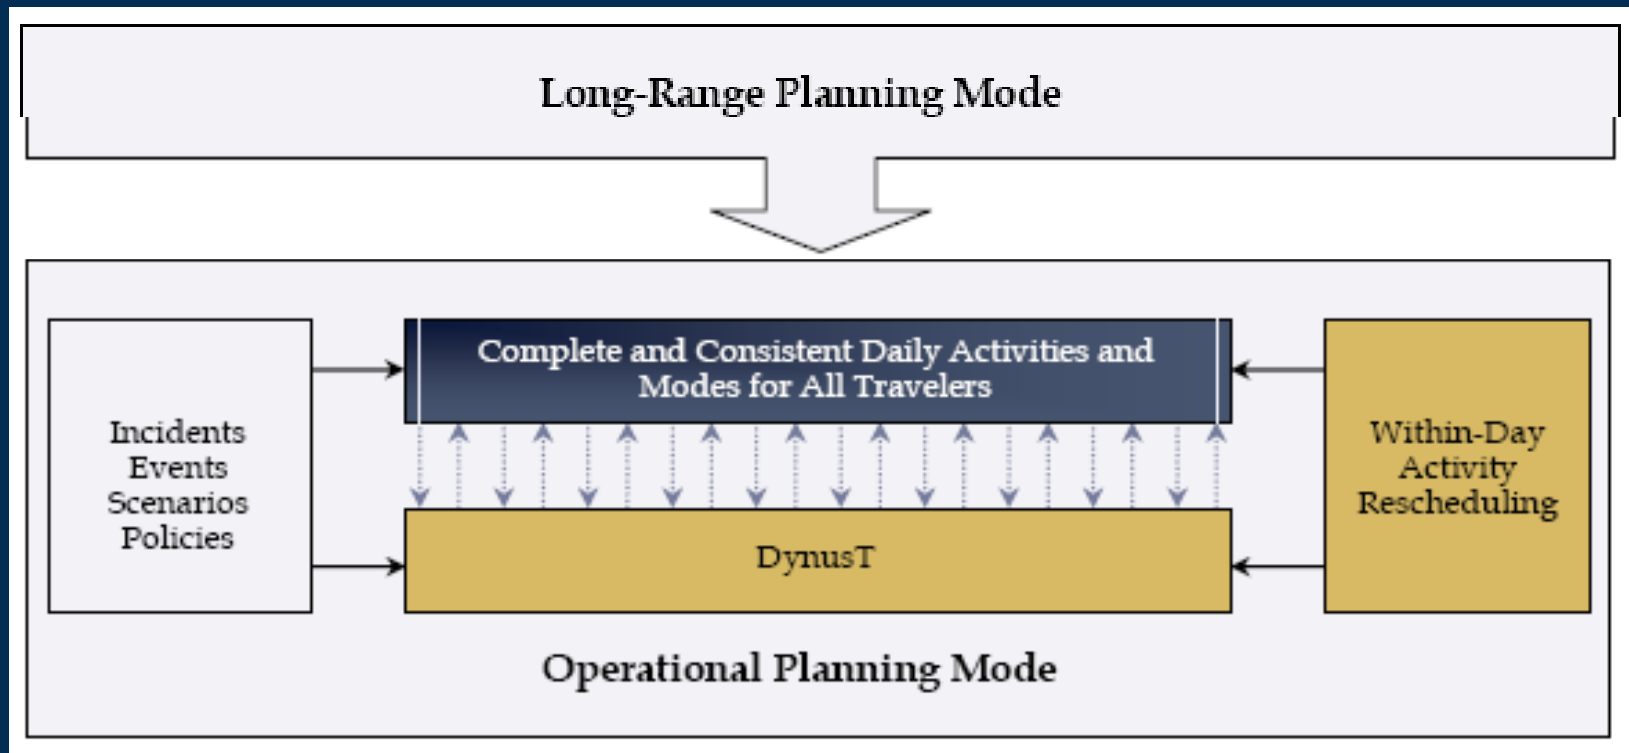 Long-Range Planning Mode
Complete and Consistent Daily Activities and
Modes for All Travelers
Incidents
Events
Scenarios
Policies
Within-Day
Activity
Rescheduling
DynusT
Operational Planning Mode